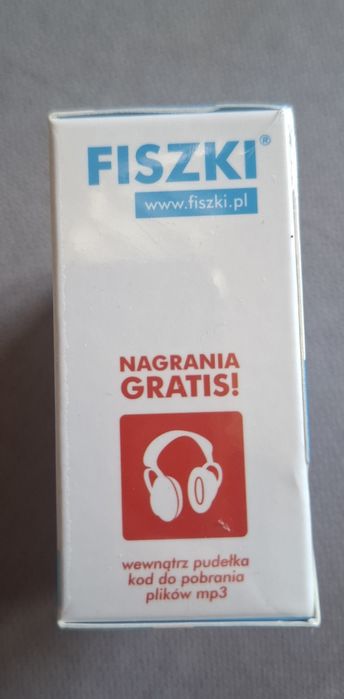 FISZKI®
www.fiszki.pl
NAGRANIA
GRATIS!
wewnątrz pudełka
kod do pobrania
plików mp3